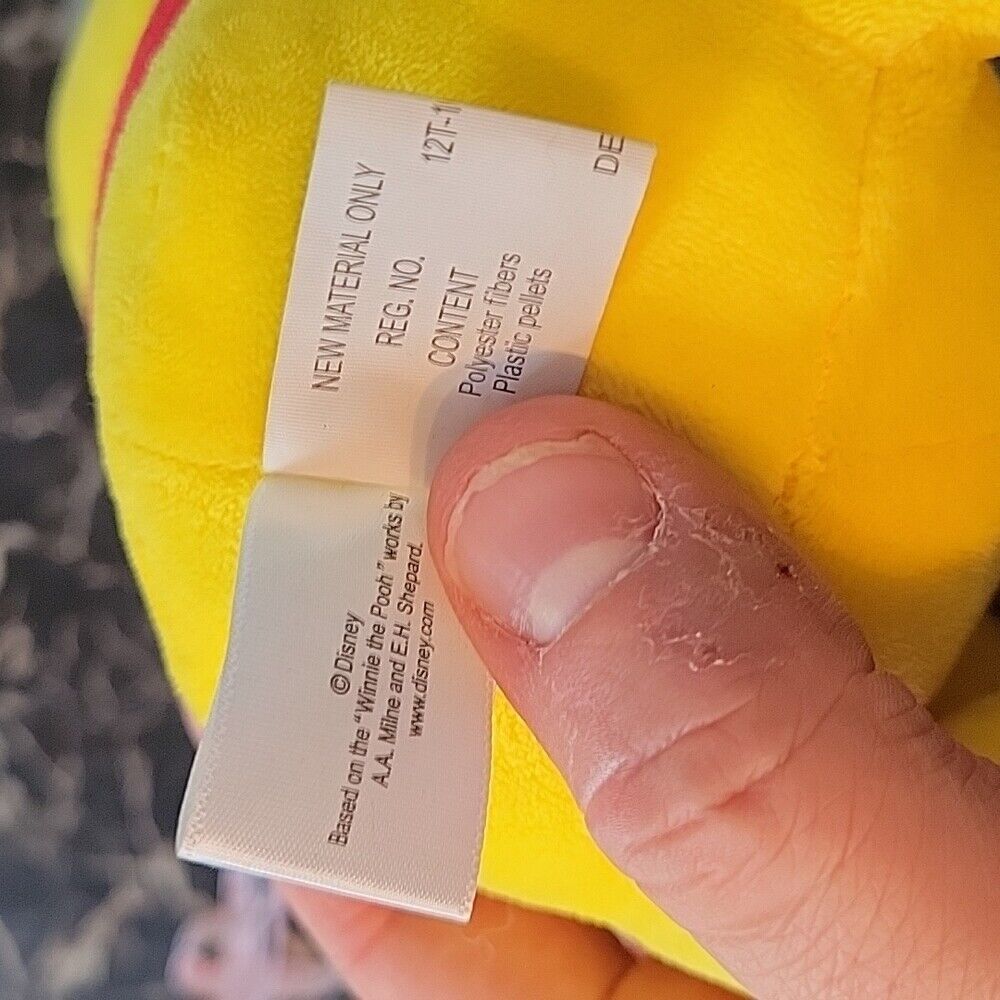 NEW MATERIAL ONLY
REG. NO.
CONTENT
Polyester fibers
Plastic pellets
© Disney
Based on the "Winnie the Pooh" works by
A.A. Milne and E.H. Shepard.
www.disney.com